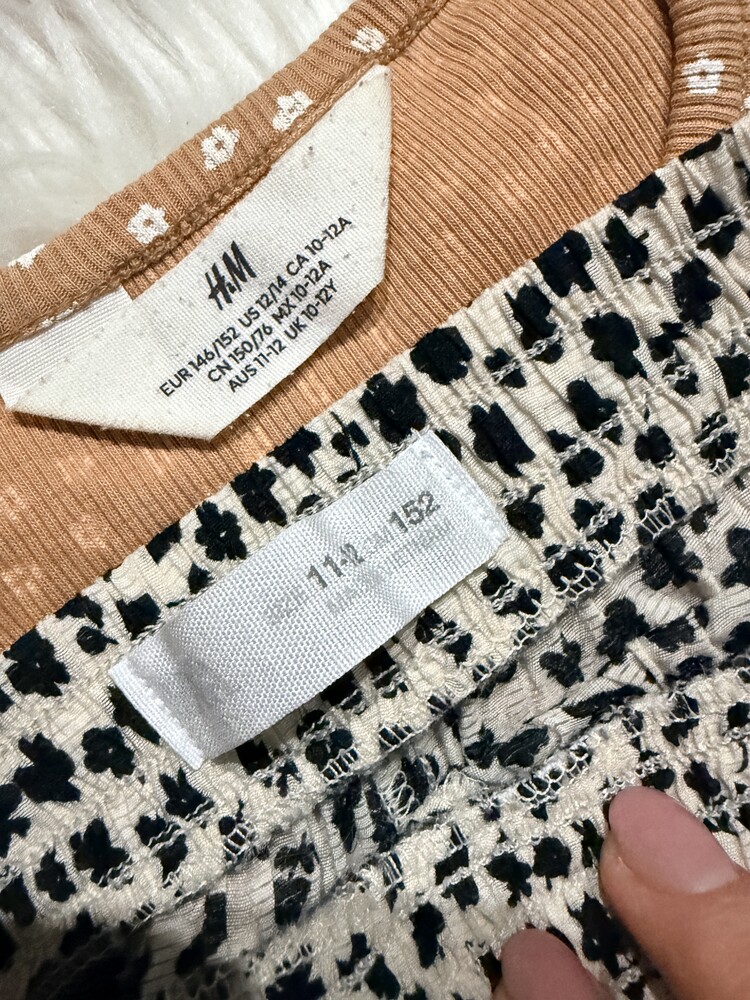 H&M
EUR 146/152 US 12/14 CA 10-12A
CN 150/76 MX 10-12A
AUS 11-12 UK 10-12Y
11-12 152